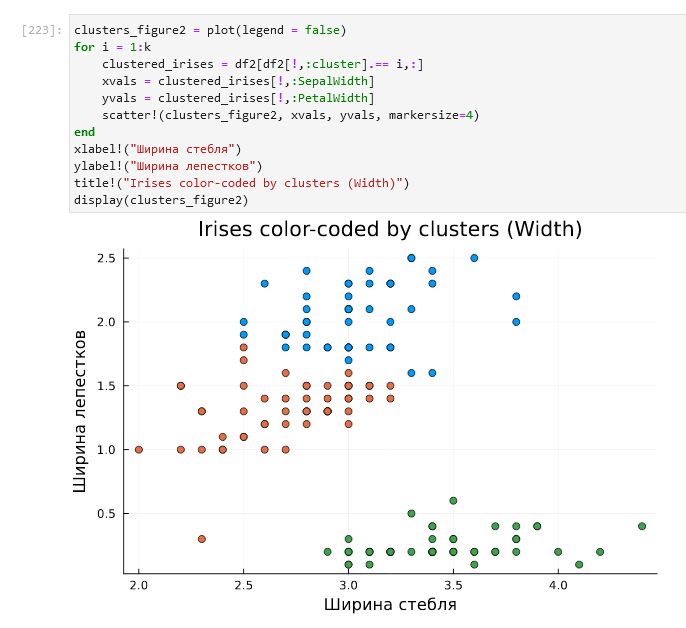 [223]: clusters_figure2 = plot(legend = false)
for i = 1:k
    clustered_irises = df2[df2[!,:cluster].== i,:]
    xvals = clustered_irises[!,:SepalWidth]
    yvals = clustered_irises[!,:PetalWidth]
    scatter!(clusters_figure2, xvals, yvals, markersize=4)
end
xlabel!("Ширина стебля")
ylabel!("Ширина лепестков")
title!("Irises color-coded by clusters (Width)")
display(clusters_figure2)
Irises color-coded by clusters (Width)
Ширина лепестков
2.5
2.0
1.5
1.0
0.5
2.0 2.5 3.0 3.5 4.0
Ширина стебля